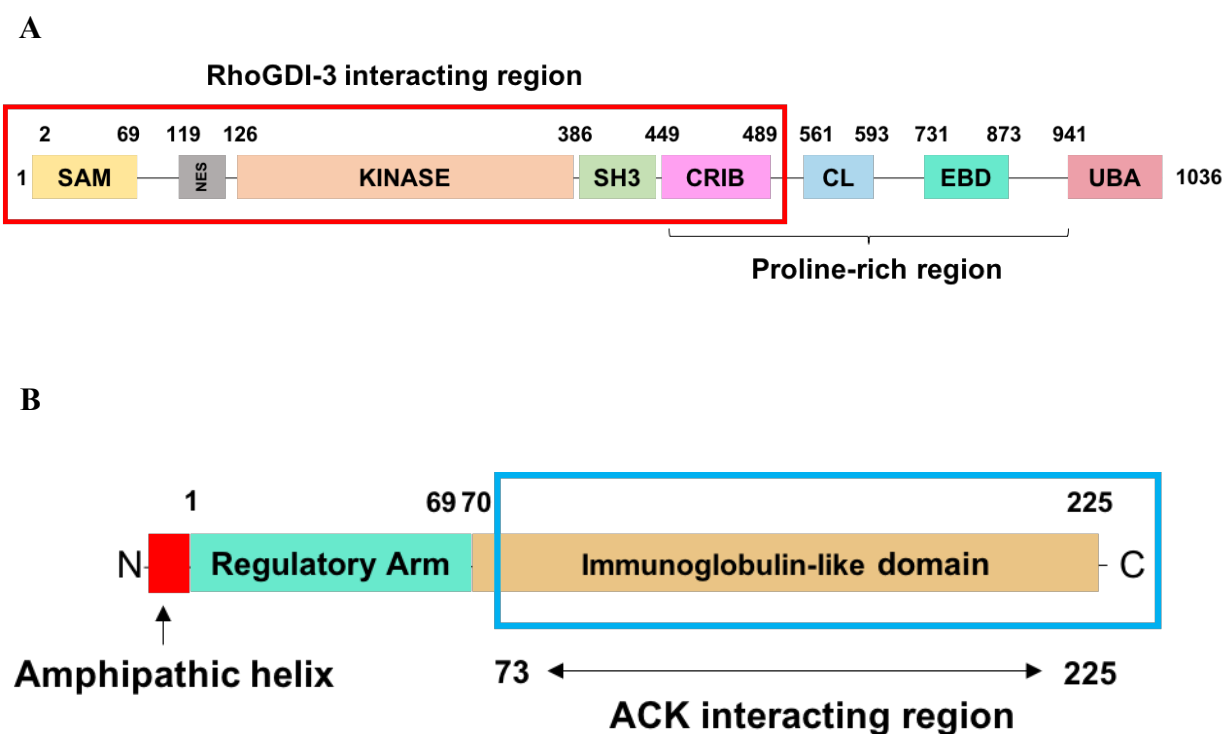 A
RhoGDI-3 interacting region
2 69 119 126 386 449 489 561 593 731 873 941
1 SAM NES KINASE SH3 CRIB CL EBD UBA 1036
Proline-rich region
B
1 69 70 225
N Regulatory Arm Immunoglobulin-like domain C
Amphipathic helix
73 225
ACK interacting region